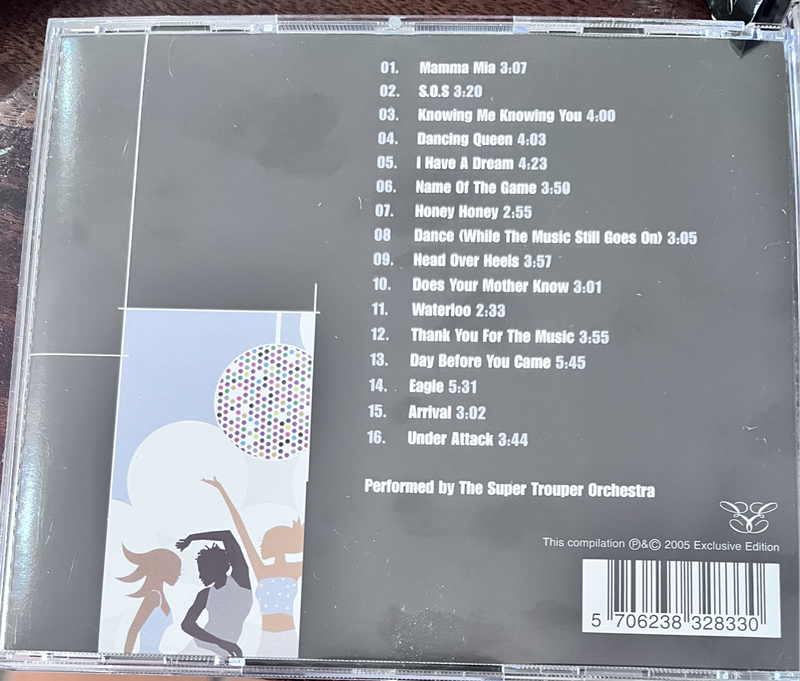 01. Mamma Mia 3:07
02. S.O.S 3:20
03. Knowing Me Knowing You 4:00
04. Dancing Queen 4:03
05. I Have A Dream 4:23
06. Name Of The Game 3:50
07. Honey Honey 2:55
08 Dance (While The Music Still Goes On) 3:05
09. Head Over Heels 3:57
10. Does Your Mother Know 3:01
11. Waterloo 2:33
12. Thank You For The Music 3:55
13. Day Before You Came 5:45
14. Eagle 5:31
15. Arrival 3:02
16. Under Attack 3:44
Performed by The Super Trouper Orchestra
This compilation ℗&© 2005 Exclusive Edition
5 706238 328330